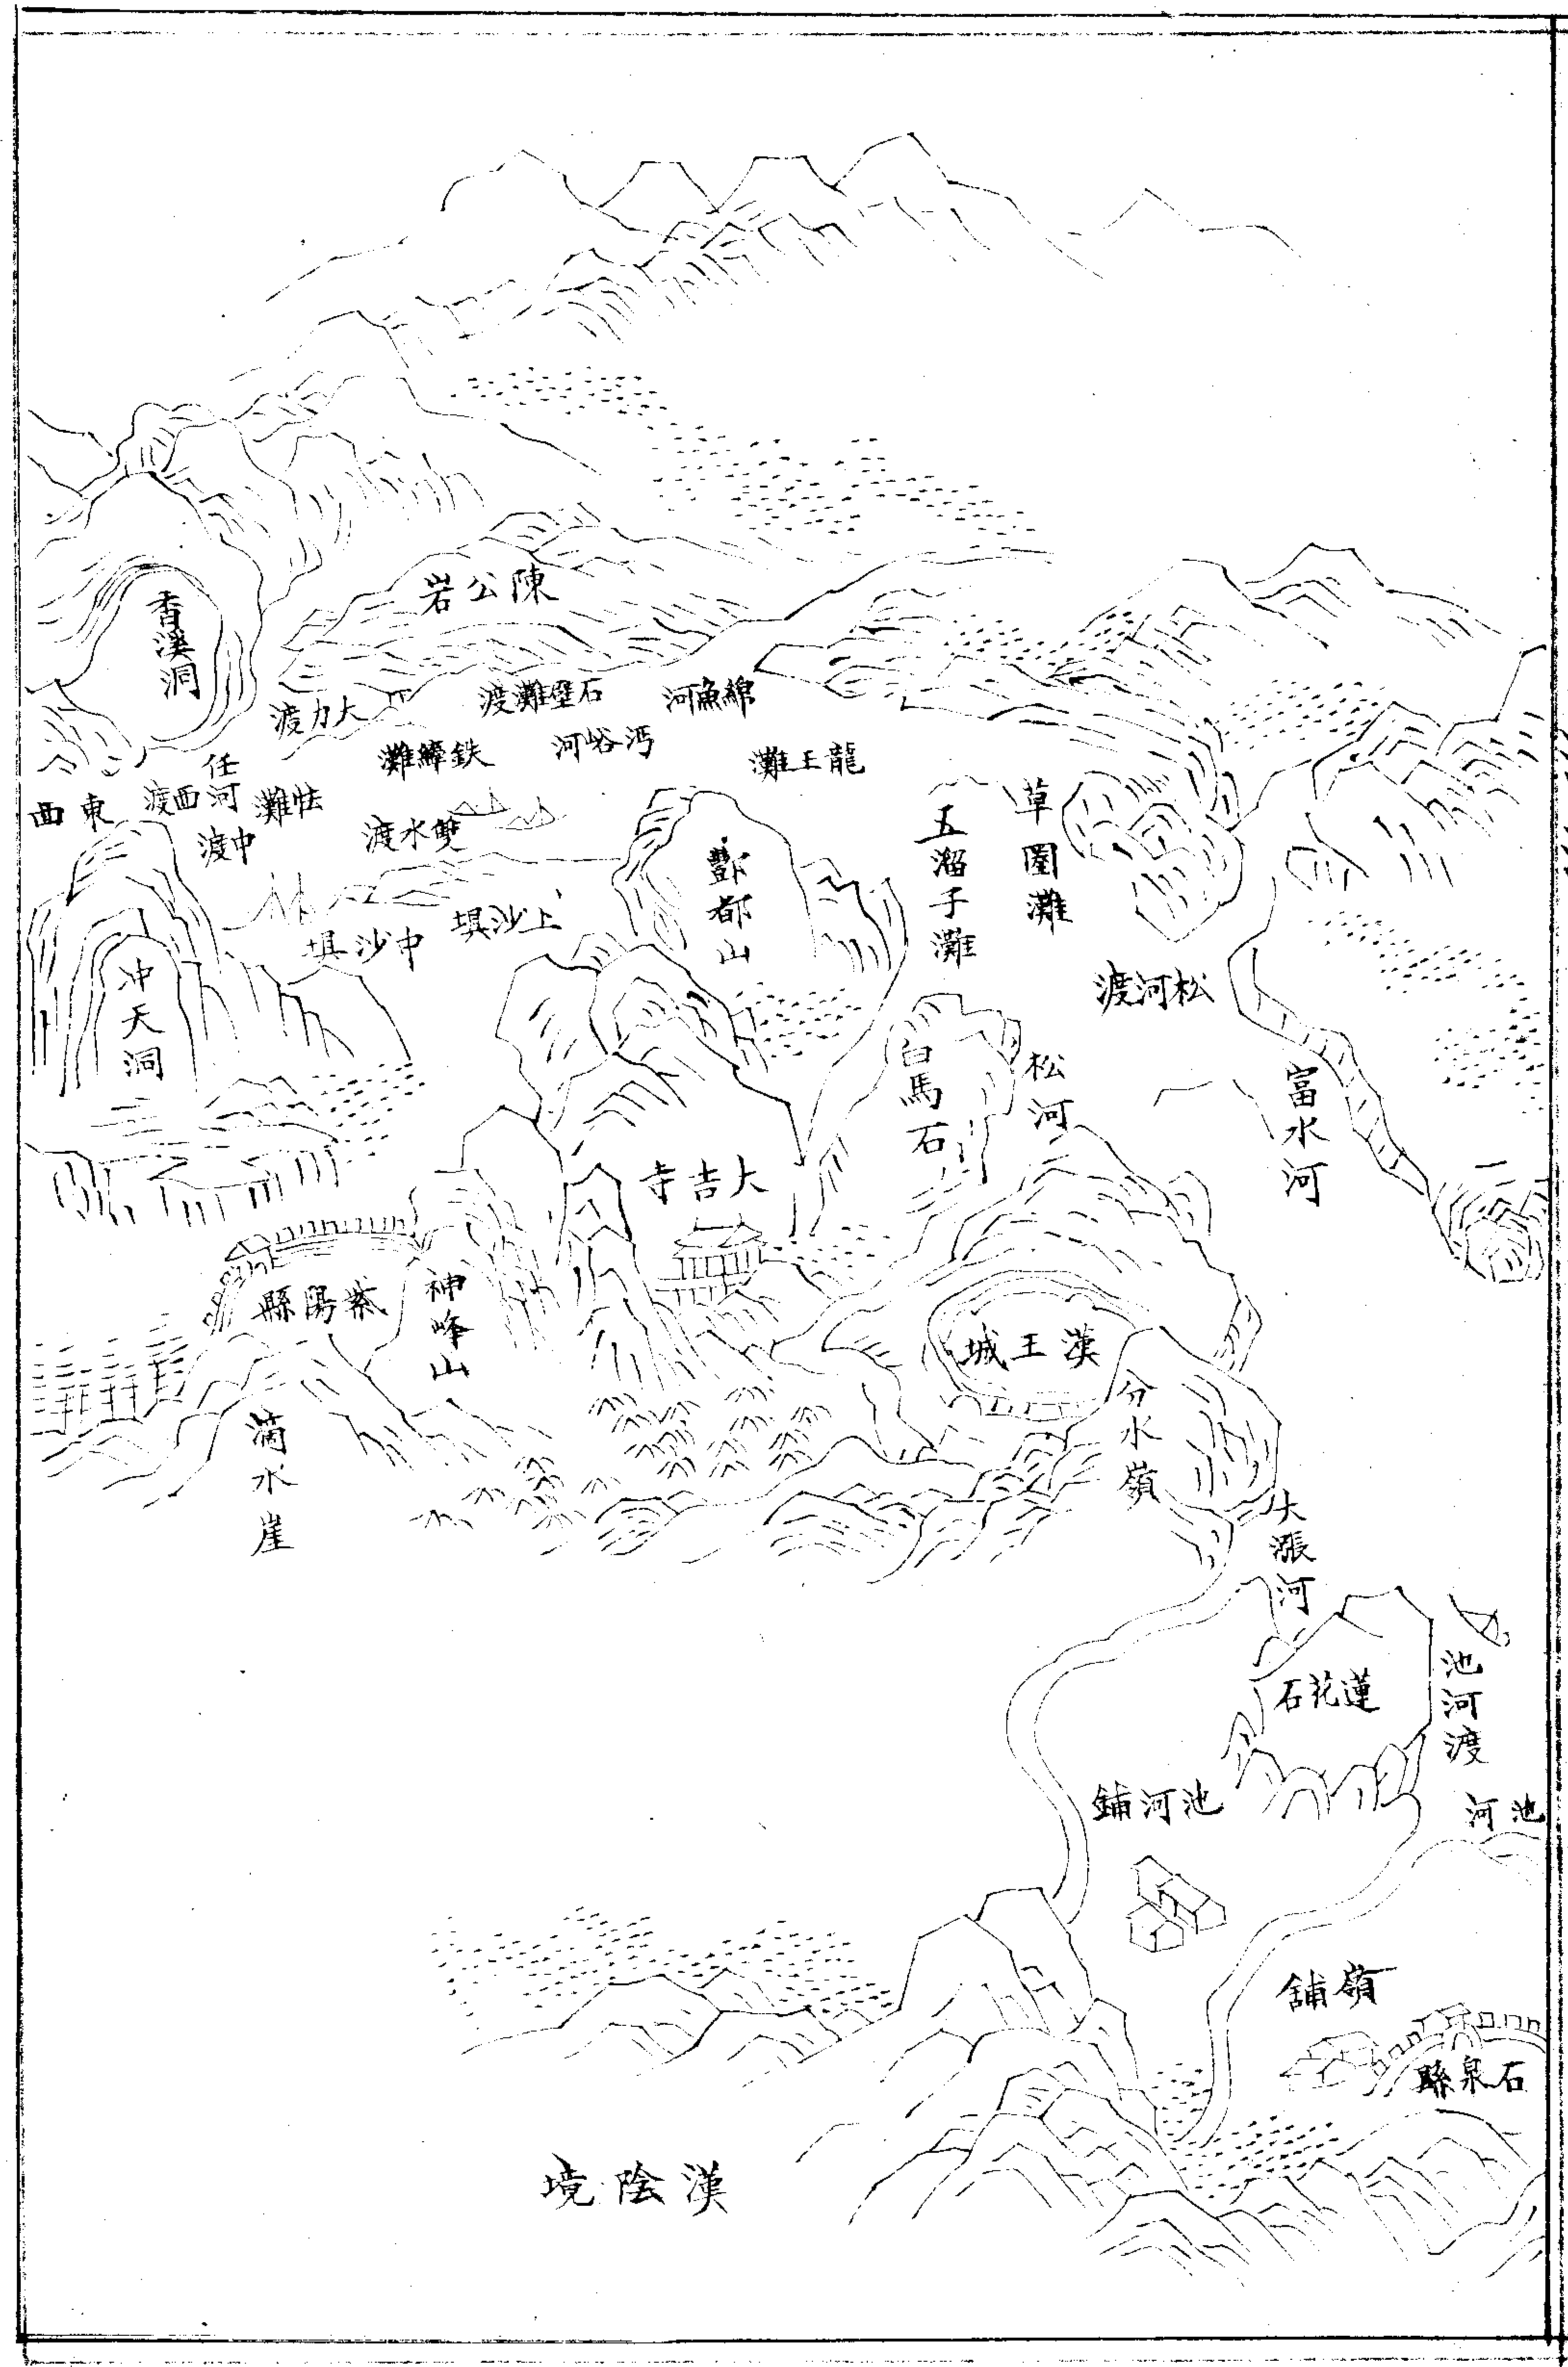 陳公岩
香溪洞
大力渡
石壁灘渡
綿魚河
鉄縴灘
沔峪河
龍王灘
草圍灘
五溜子灘
任河
西渡
東西
中渡
怯灘
雙水渡
酆都山
上沙垻
中沙垻
冲天洞
松河渡
白馬石
松河
富水河
大吉寺
紫陽縣
神峰山
漢王城
分水嶺
滴水崖
大漲河
蓮花石
池河渡
池河
池河鋪
嶺鋪
石泉縣
漢陰境